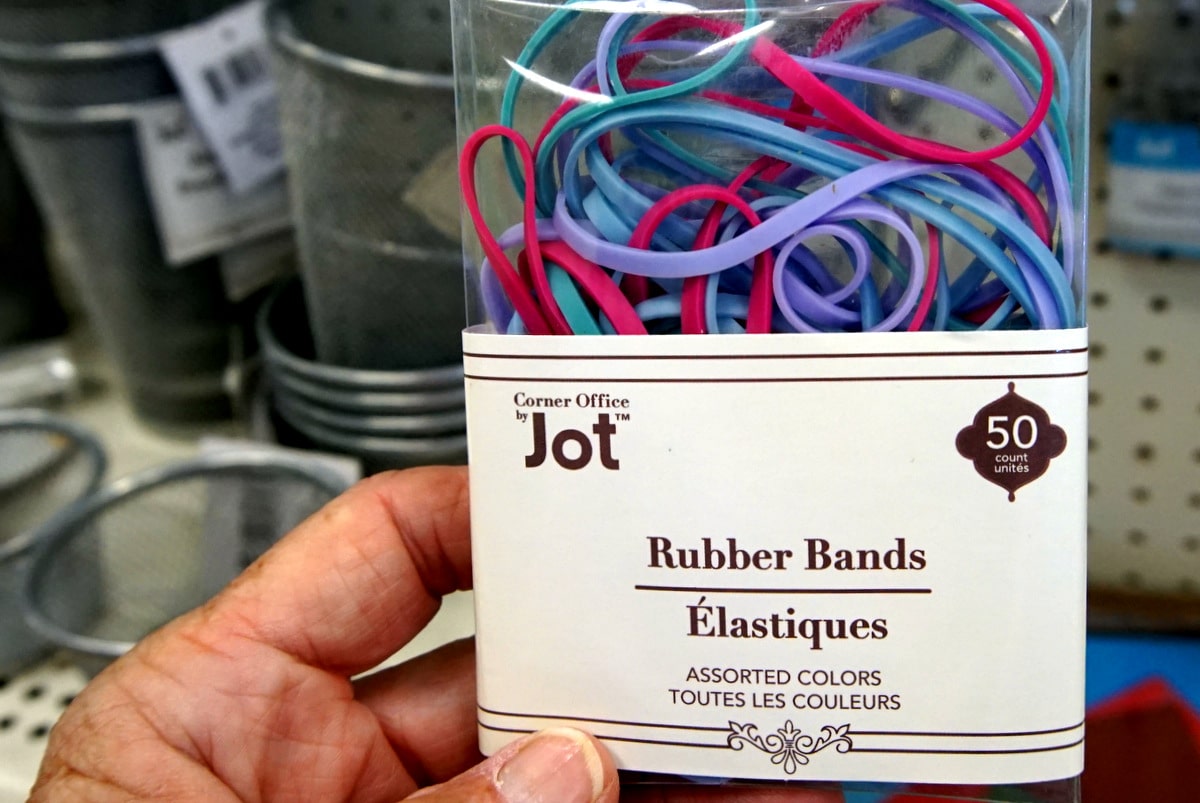 Corner Office
by Jot™
50
count
unités
Rubber Bands
Élastiques
ASSORTED COLORS
TOUTES LES COULEURS